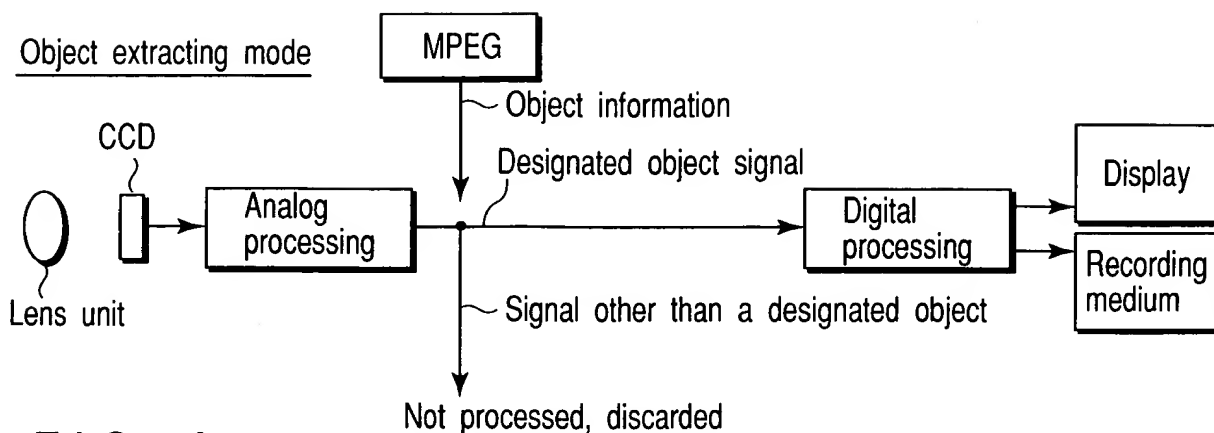 Object extracting mode
MPEG
Object information
CCD
Designated object signal
Analog
processing
Digital
processing
Display
Recording
medium
Lens unit
Signal other than a designated object
Not processed, discarded